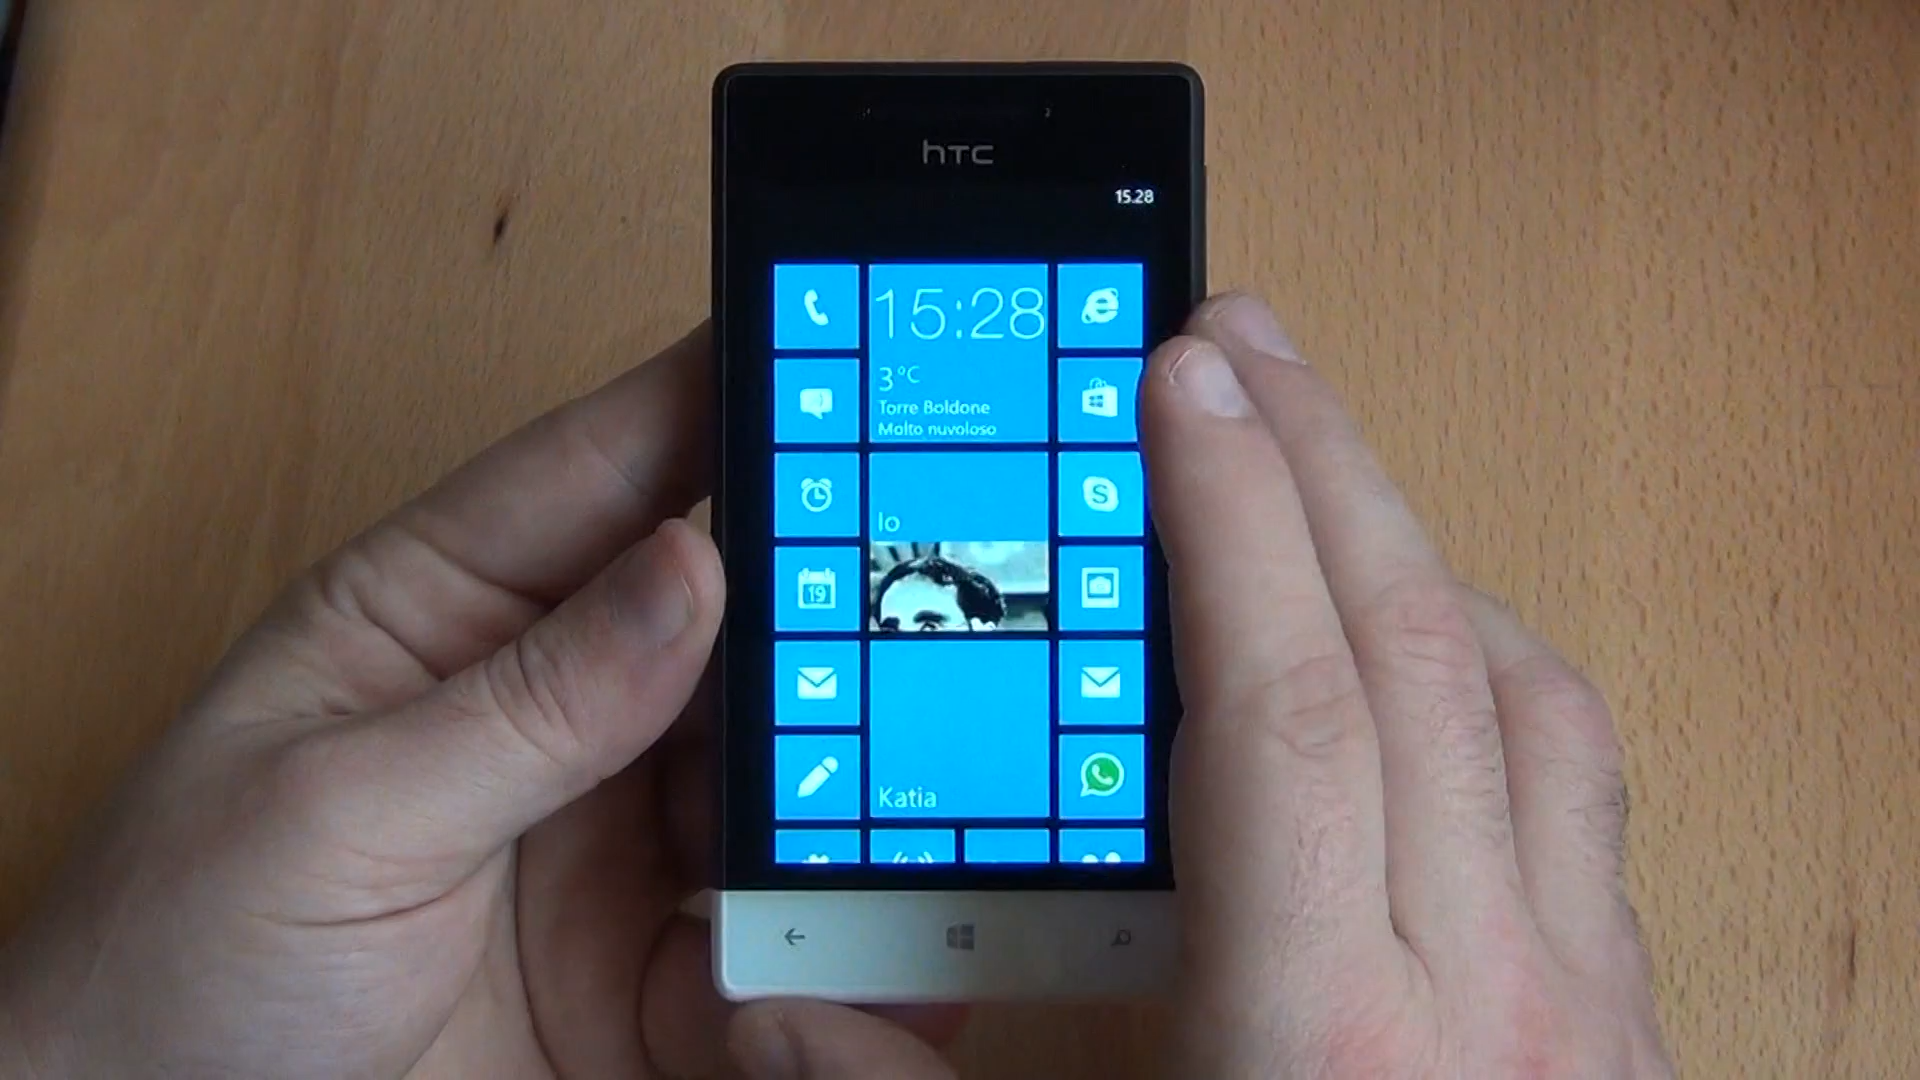 hTC
15.28
15:28
3°C
Torre Boldone
Molto nuvoloso
Io
19
Katia